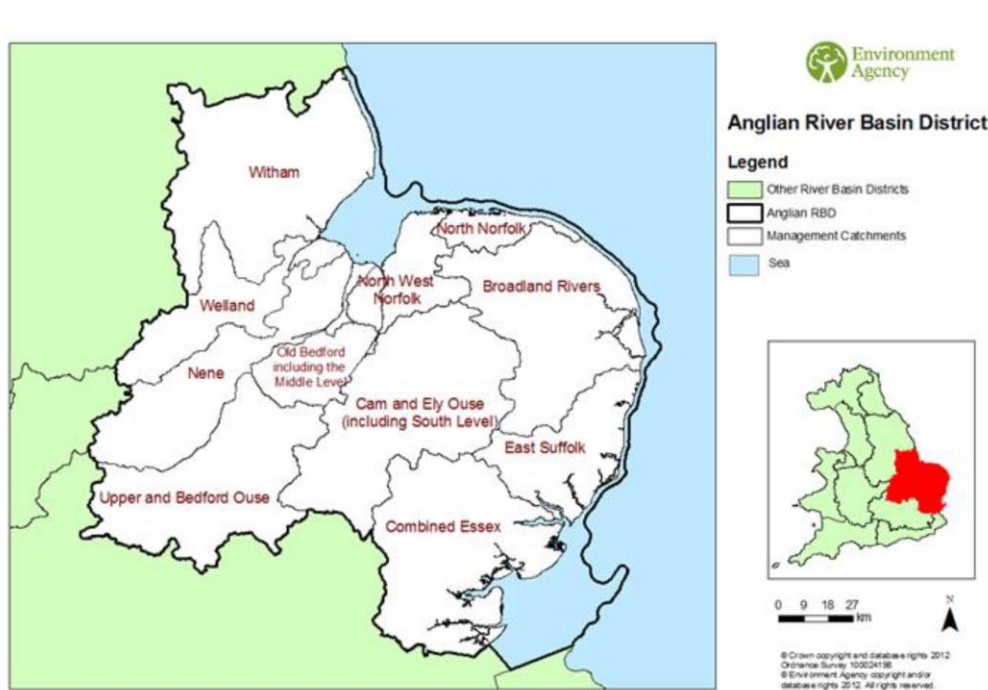 Environment
Agency
Anglian River Basin District
Legend
Other River Basin Districts
Anglian RBD
Management Catchments
Sea
Witham
North Norfolk
North West
Norfolk
Broadland Rivers
Welland
Old Bedford
including the
Middle Level
Nene
Cam and Ely Ouse
(including South Level)
East Suffolk
Upper and Bedford Ouse
Combined Essex
0 9 18 27
km
N
© Crown copyright and database rights 2012
Ordnance Survey 100024198
© Environment Agency copyright and/or
database rights 2012. All rights reserved.